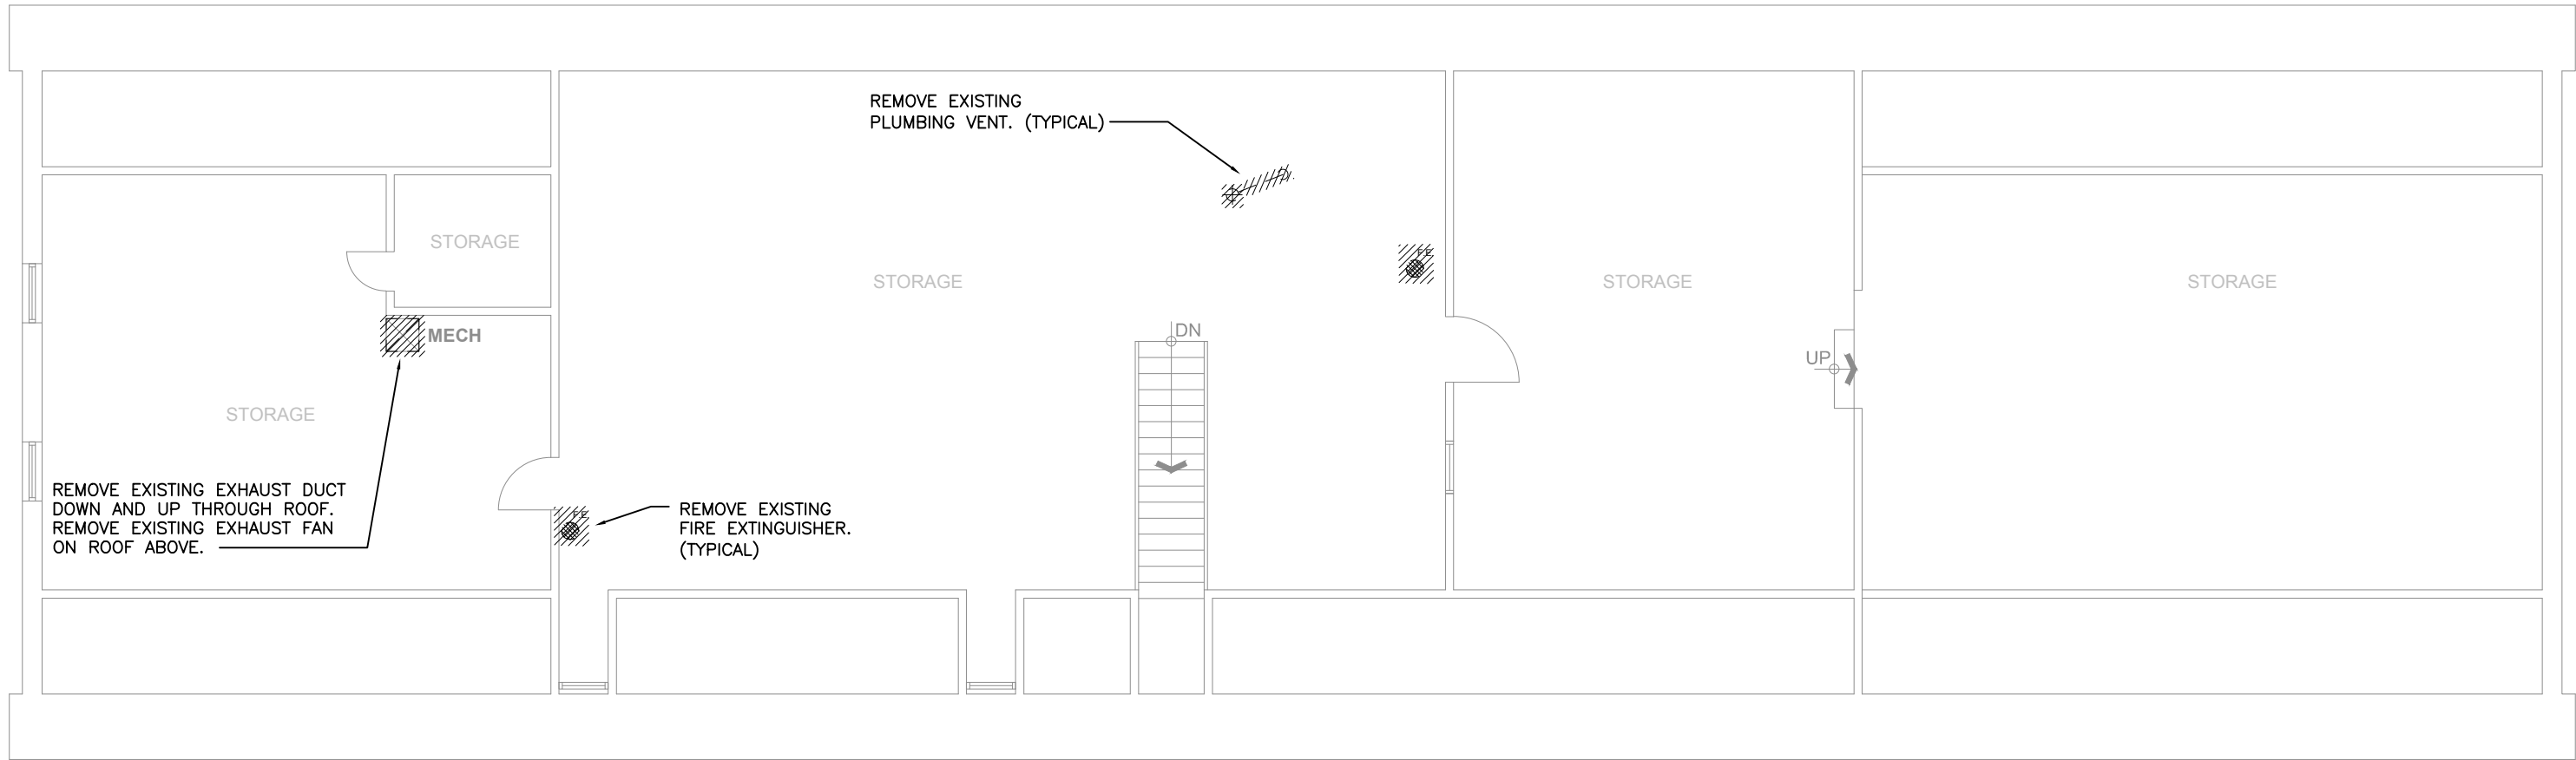 REMOVE EXISTING
PLUMBING VENT. (TYPICAL)
STORAGE
F.E.
STORAGE
STORAGE
STORAGE
DN
MECH
UP
STORAGE
REMOVE EXISTING EXHAUST DUCT
DOWN AND UP THROUGH ROOF.
REMOVE EXISTING EXHAUST FAN
ON ROOF ABOVE.
F.E.
REMOVE EXISTING
FIRE EXTINGUISHER.
(TYPICAL)